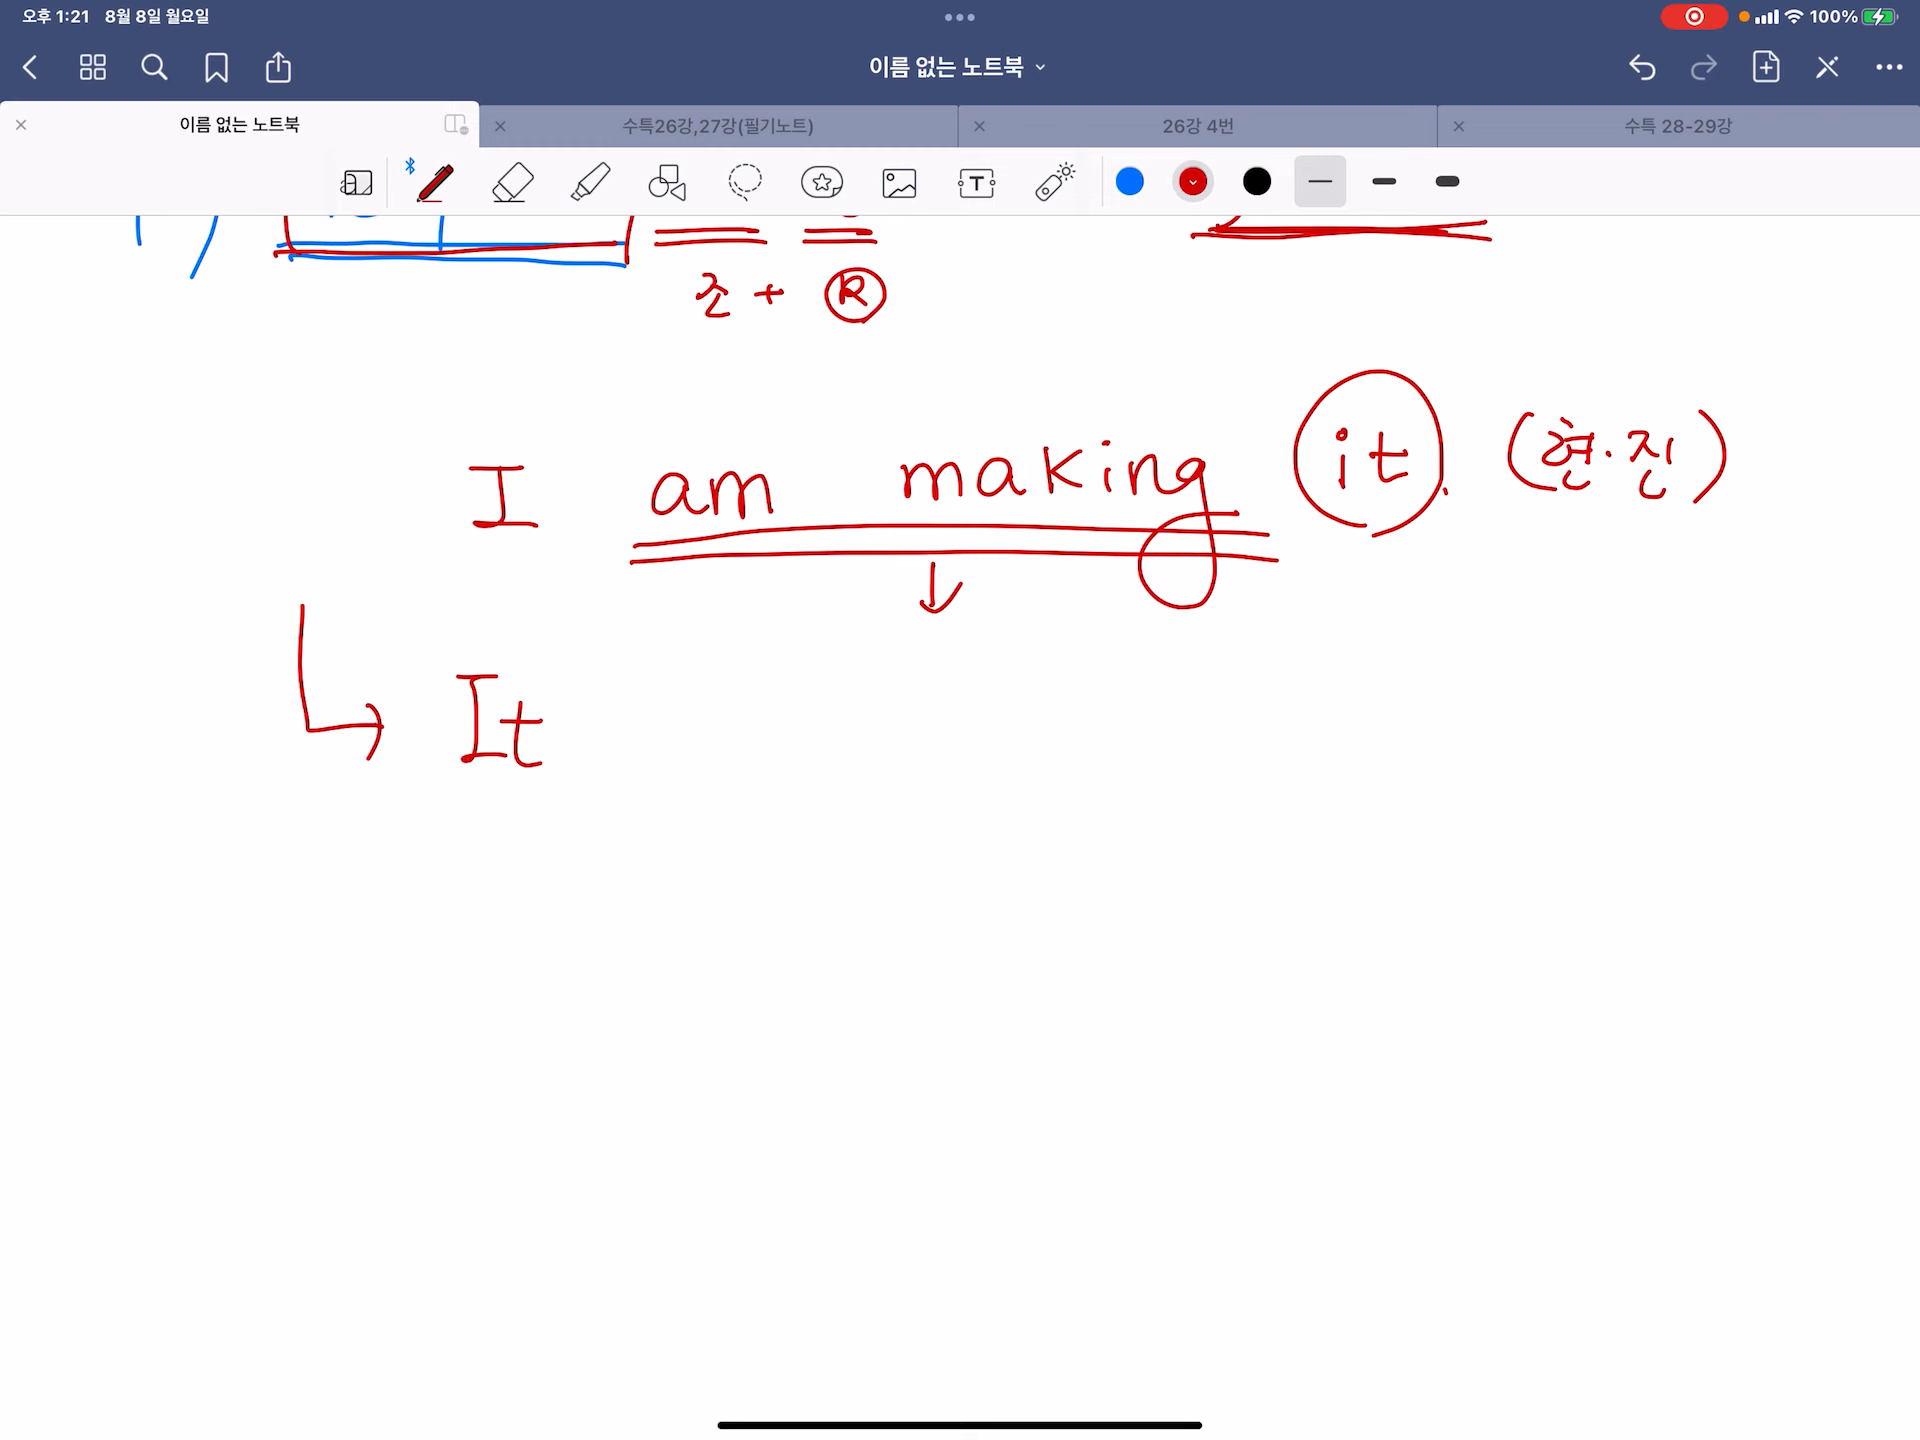 오후 1:21 8월 8일 월요일 100%
이름 없는 노트북
이름 없는 노트북 수특26강,27강(필기노트) 26강 4번 수특 28-29강
조 + R
I am making it. (현.진)
It